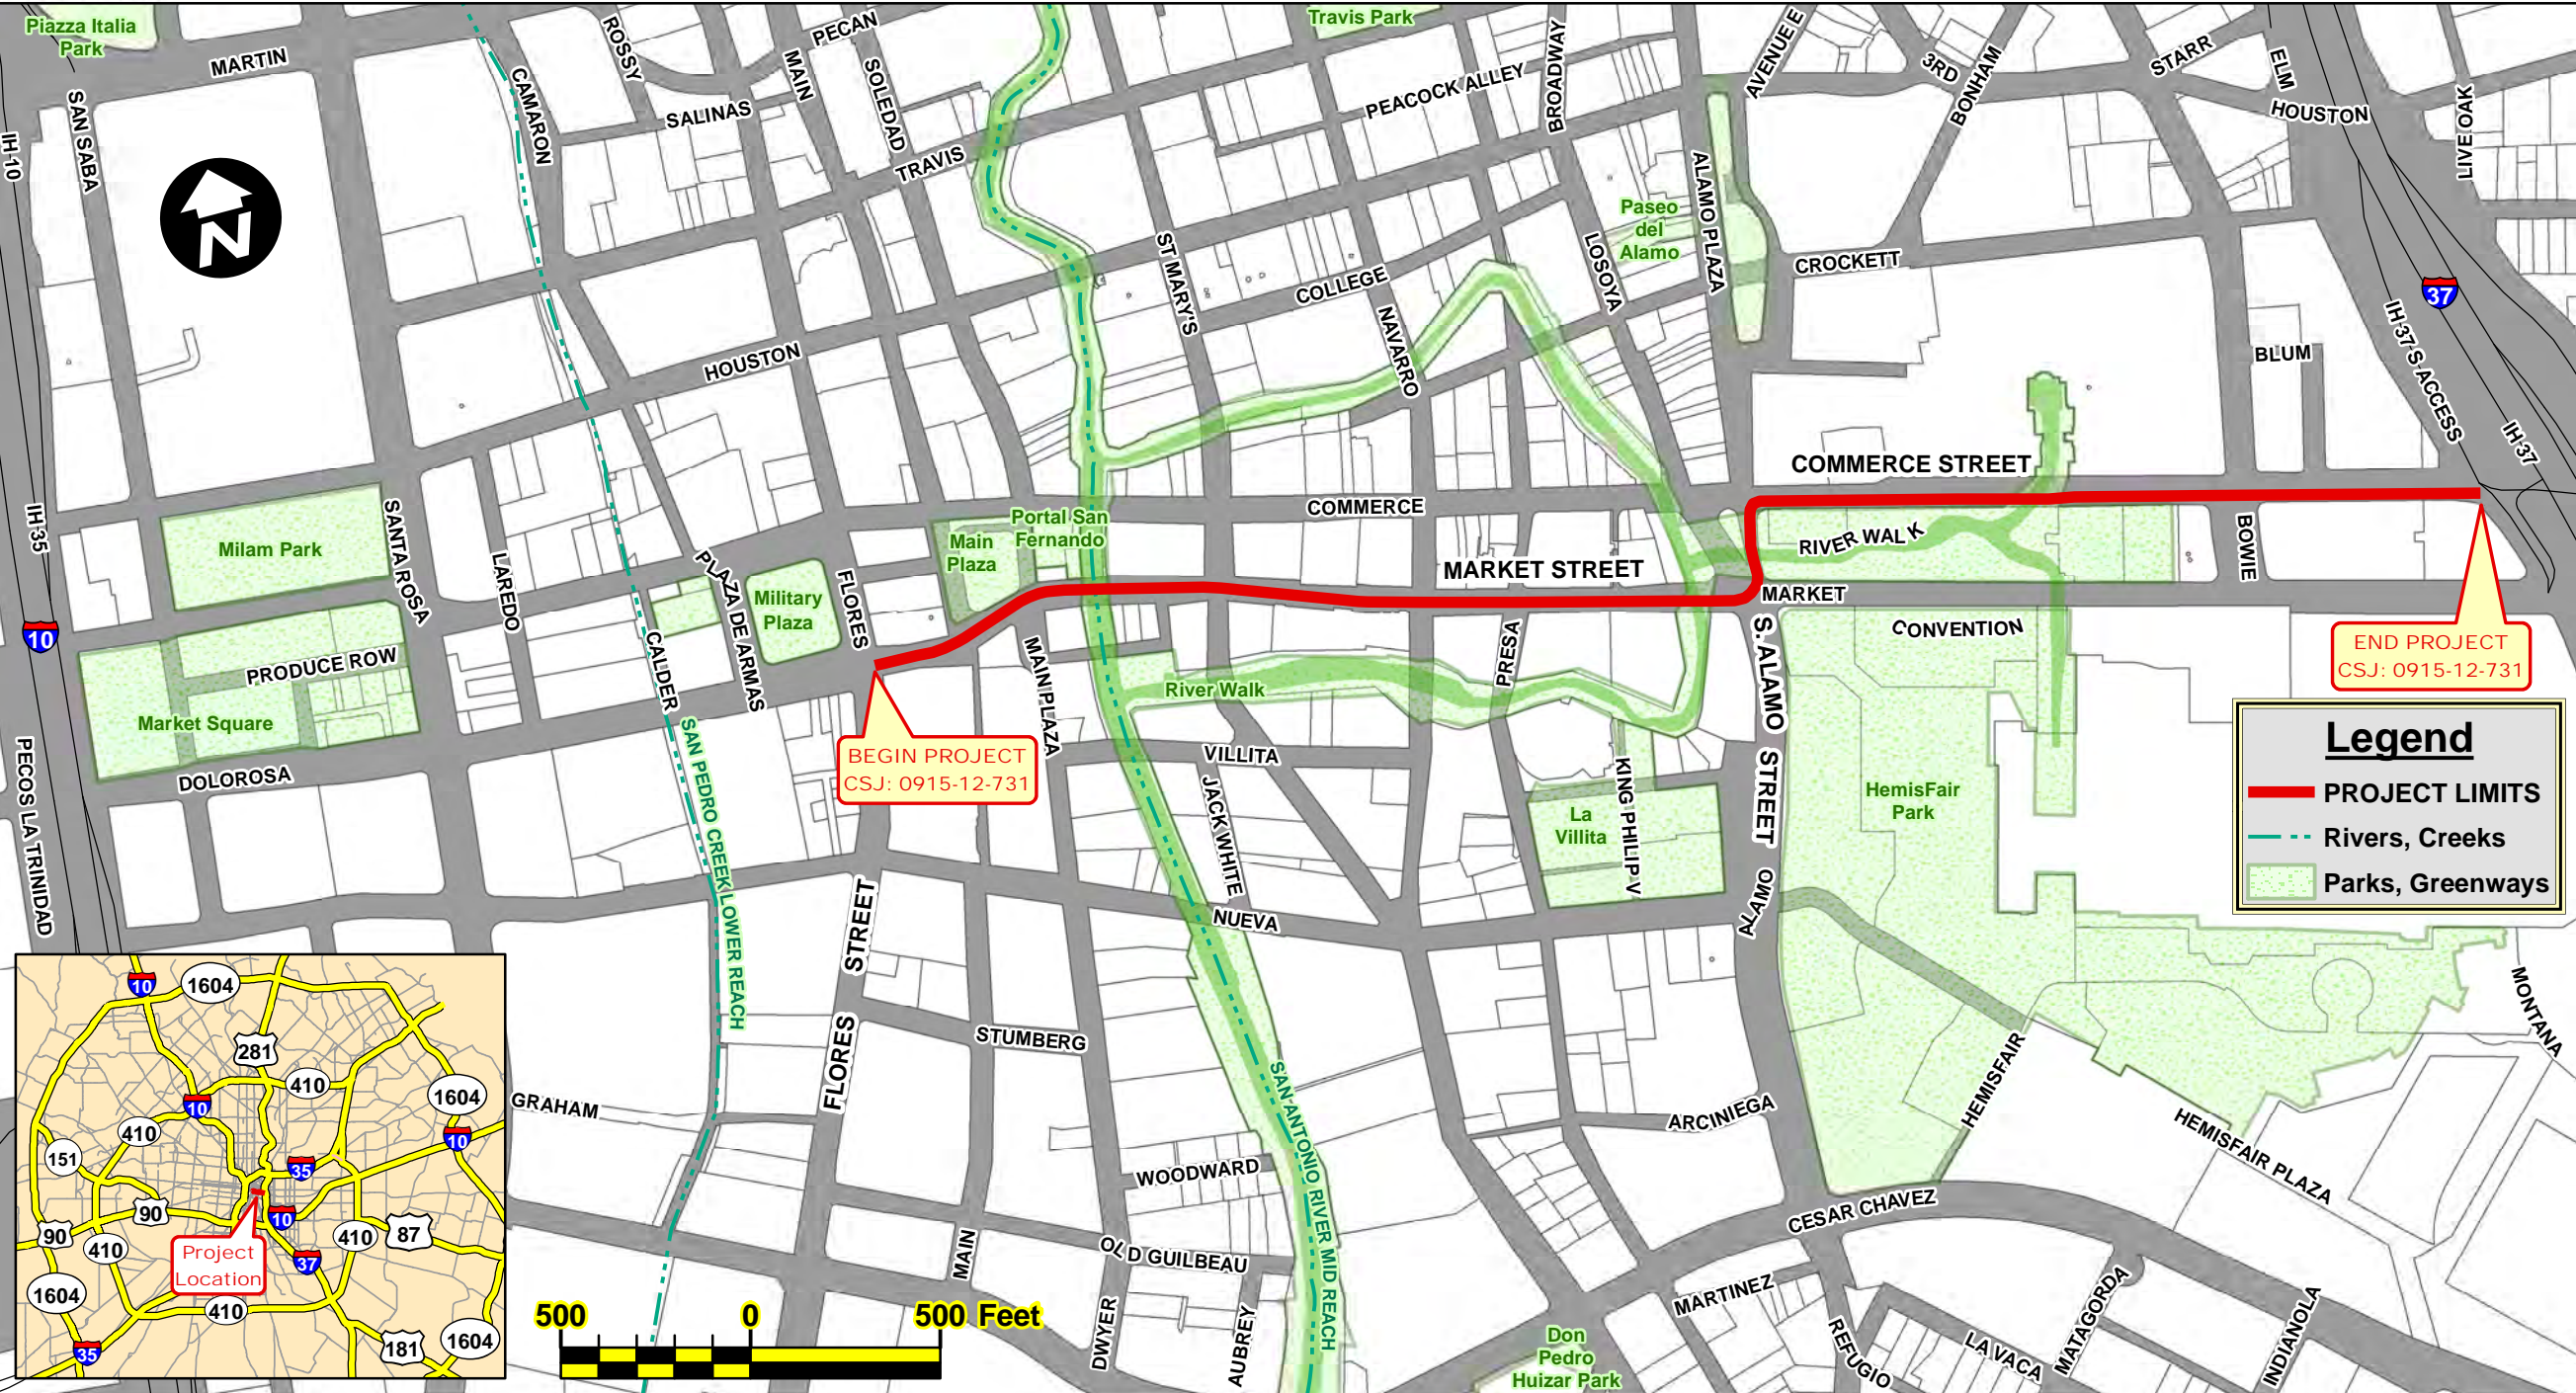 Piazza Italia
Park
MARTIN
SAN SABA
IH-10
CAMARON
ROSSY
SALINAS
MAIN
PECAN
SOLEDAD
TRAVIS
Travis Park
PEACOCK ALLEY
BROADWAY
AVENUE E
3RD
BONHAM
STARR
ELM
HOUSTON
LIVE OAK
N
ST MARY'S
COLLEGE
NAVARRO
LOSOYA
Paseo
del
Alamo
ALAMO PLAZA
CROCKETT
37
IH-37-S-ACCESS
IH-37
BLUM
HOUSTON
IH-35
Milam Park
SANTA ROSA
LAREDO
PLAZA DE ARMAS
Military
Plaza
FLORES
Main
Plaza
Portal San
Fernando
COMMERCE
COMMERCE STREET
MARKET STREET
RIVER WALK
BOWIE
MARKET
CONVENTION
10
PRODUCE ROW
Market Square
CALDER
DOLOROSA
PECOS LA TRINIDAD
MAIN PLAZA
River Walk
PRESA
S. ALAMO STREET
BEGIN PROJECT
CSJ: 0915-12-731
END PROJECT
CSJ: 0915-12-731
Legend
PROJECT LIMITS
Rivers, Creeks
Parks, Greenways
SAN PEDRO CREEK LOWER REACH
VILLITA
JACK WHITE
KING PHILIP V
La
Villita
HemisFair
Park
ALAMO
NUEVA
FLORES STREET
STUMBERG
GRAHAM
SAN ANTONIO RIVER MID REACH
WOODWARD
ARCINIEGA
HEMISFAIR
HEMISFAIR PLAZA
MONTANA
CESAR CHAVEZ
MAIN
OLD GUILBEAU
DWYER
AUBREY
MARTINEZ
REFUGIO
LA VACA
MATAGORDA
INDIANOLA
Don
Pedro
Huizar Park
500 0 500 Feet
10
1604
281
410
1604
10
410
10
151
35
90
90
10
410
87
410
37
Project
Location
1604
410
35
181
1604